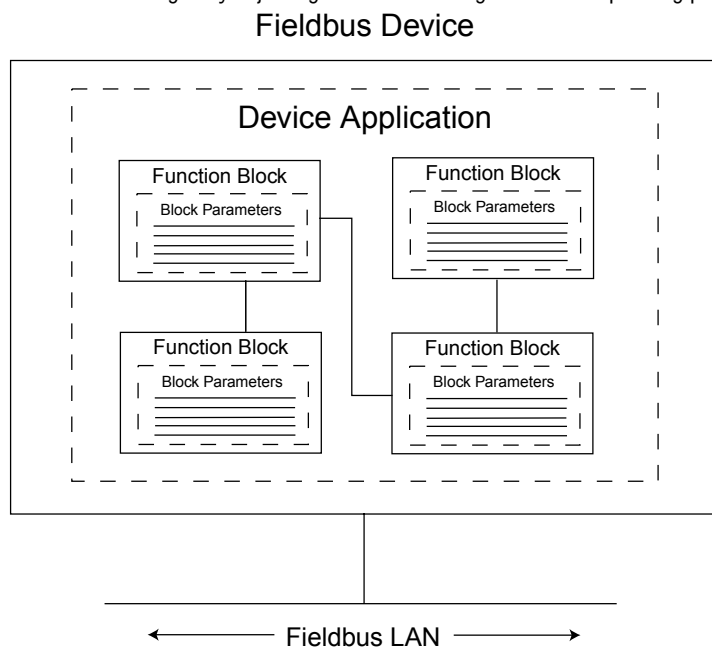 Fieldbus Device
Device Application
Function Block
Block Parameters
Function Block
Block Parameters
Function Block
Block Parameters
Function Block
Block Parameters
Fieldbus LAN